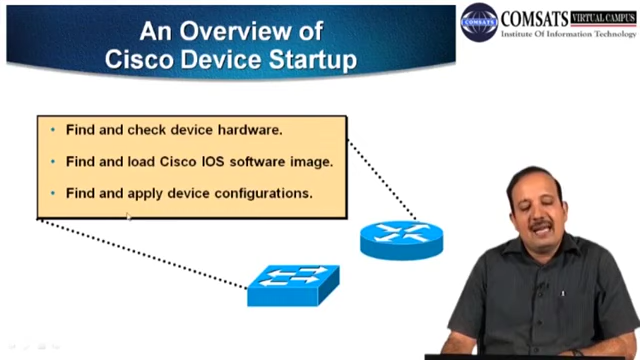 An Overview of
Cisco Device Startup
COMSATS VIRTUAL CAMPUS
Institute Of Information Technology
• Find and check device hardware.
• Find and load Cisco IOS software image.
• Find and apply device configurations.